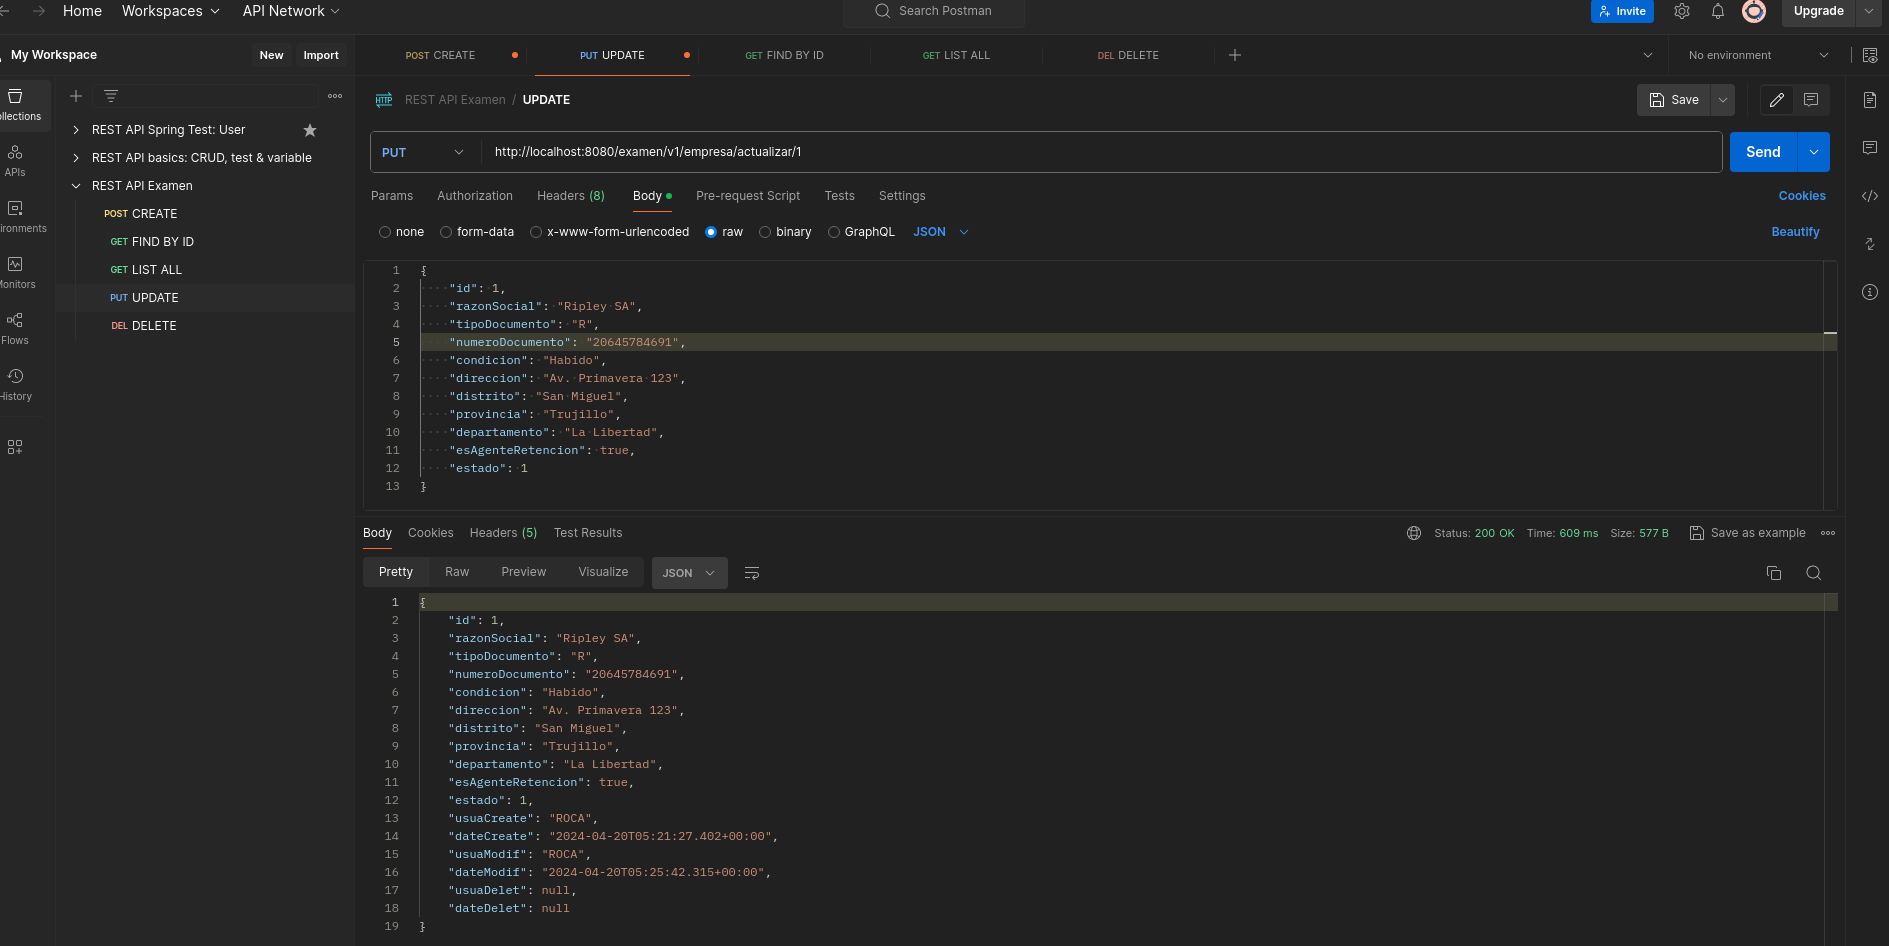 Home Workspaces API Network Search Postman Invite Upgrade
My Workspace New Import
POST CREATE PUT UPDATE GET FIND BY ID GET LIST ALL DEL DELETE No environment
REST API Examen / UPDATE Save
llections
APIs
ironments
Monitors
Flows
History
REST API Spring Test: User
REST API basics: CRUD, test & variable
REST API Examen
POST CREATE
GET FIND BY ID
GET LIST ALL
PUT UPDATE
DEL DELETE
PUT http://localhost:8080/examen/v1/empresa/actualizar/1 Send
Params Authorization Headers (8) Body Pre-request Script Tests Settings Cookies
none form-data x-www-form-urlencoded raw binary GraphQL JSON Beautify
1 {
2 "id": 1,
3 "razonSocial": "Ripley SA",
4 "tipoDocumento": "R",
5 "numeroDocumento": "20645784691",
6 "condicion": "Habido",
7 "direccion": "Av. Primavera 123",
8 "distrito": "San Miguel",
9 "provincia": "Trujillo",
10 "departamento": "La Libertad",
11 "esAgenteRetencion": true,
12 "estado": 1
13 }
Body Cookies Headers (5) Test Results Status: 200 OK Time: 609 ms Size: 577 B Save as example
Pretty Raw Preview Visualize JSON
1 {
2 "id": 1,
3 "razonSocial": "Ripley SA",
4 "tipoDocumento": "R",
5 "numeroDocumento": "20645784691",
6 "condicion": "Habido",
7 "direccion": "Av. Primavera 123",
8 "distrito": "San Miguel",
9 "provincia": "Trujillo",
10 "departamento": "La Libertad",
11 "esAgenteRetencion": true,
12 "estado": 1,
13 "usuaCreate": "ROCA",
14 "dateCreate": "2024-04-20T05:21:27.402+00:00",
15 "usuaModif": "ROCA",
16 "dateModif": "2024-04-20T05:25:42.315+00:00",
17 "usuaDelet": null,
18 "dateDelet": null
19 }